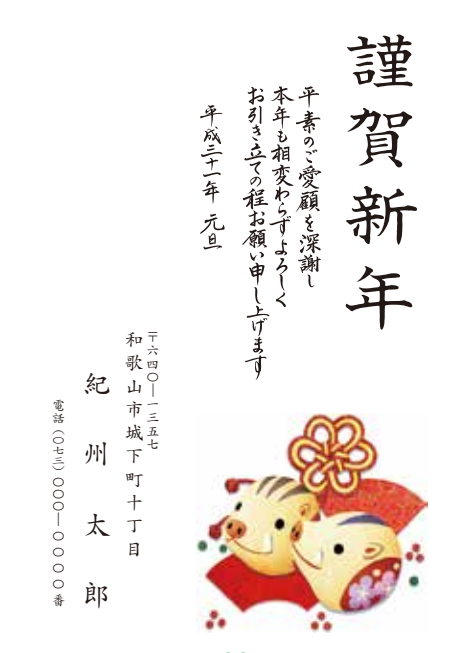 謹賀新年
平素のご愛顧を深謝し
本年も相変わらずよろしく
お引き立ての程お願い申し上げます
平成三十一年 元旦
〒六四〇―一三五七
和歌山市城下町十丁目
紀州太郎
電話(〇七三)〇〇〇―〇〇〇〇番